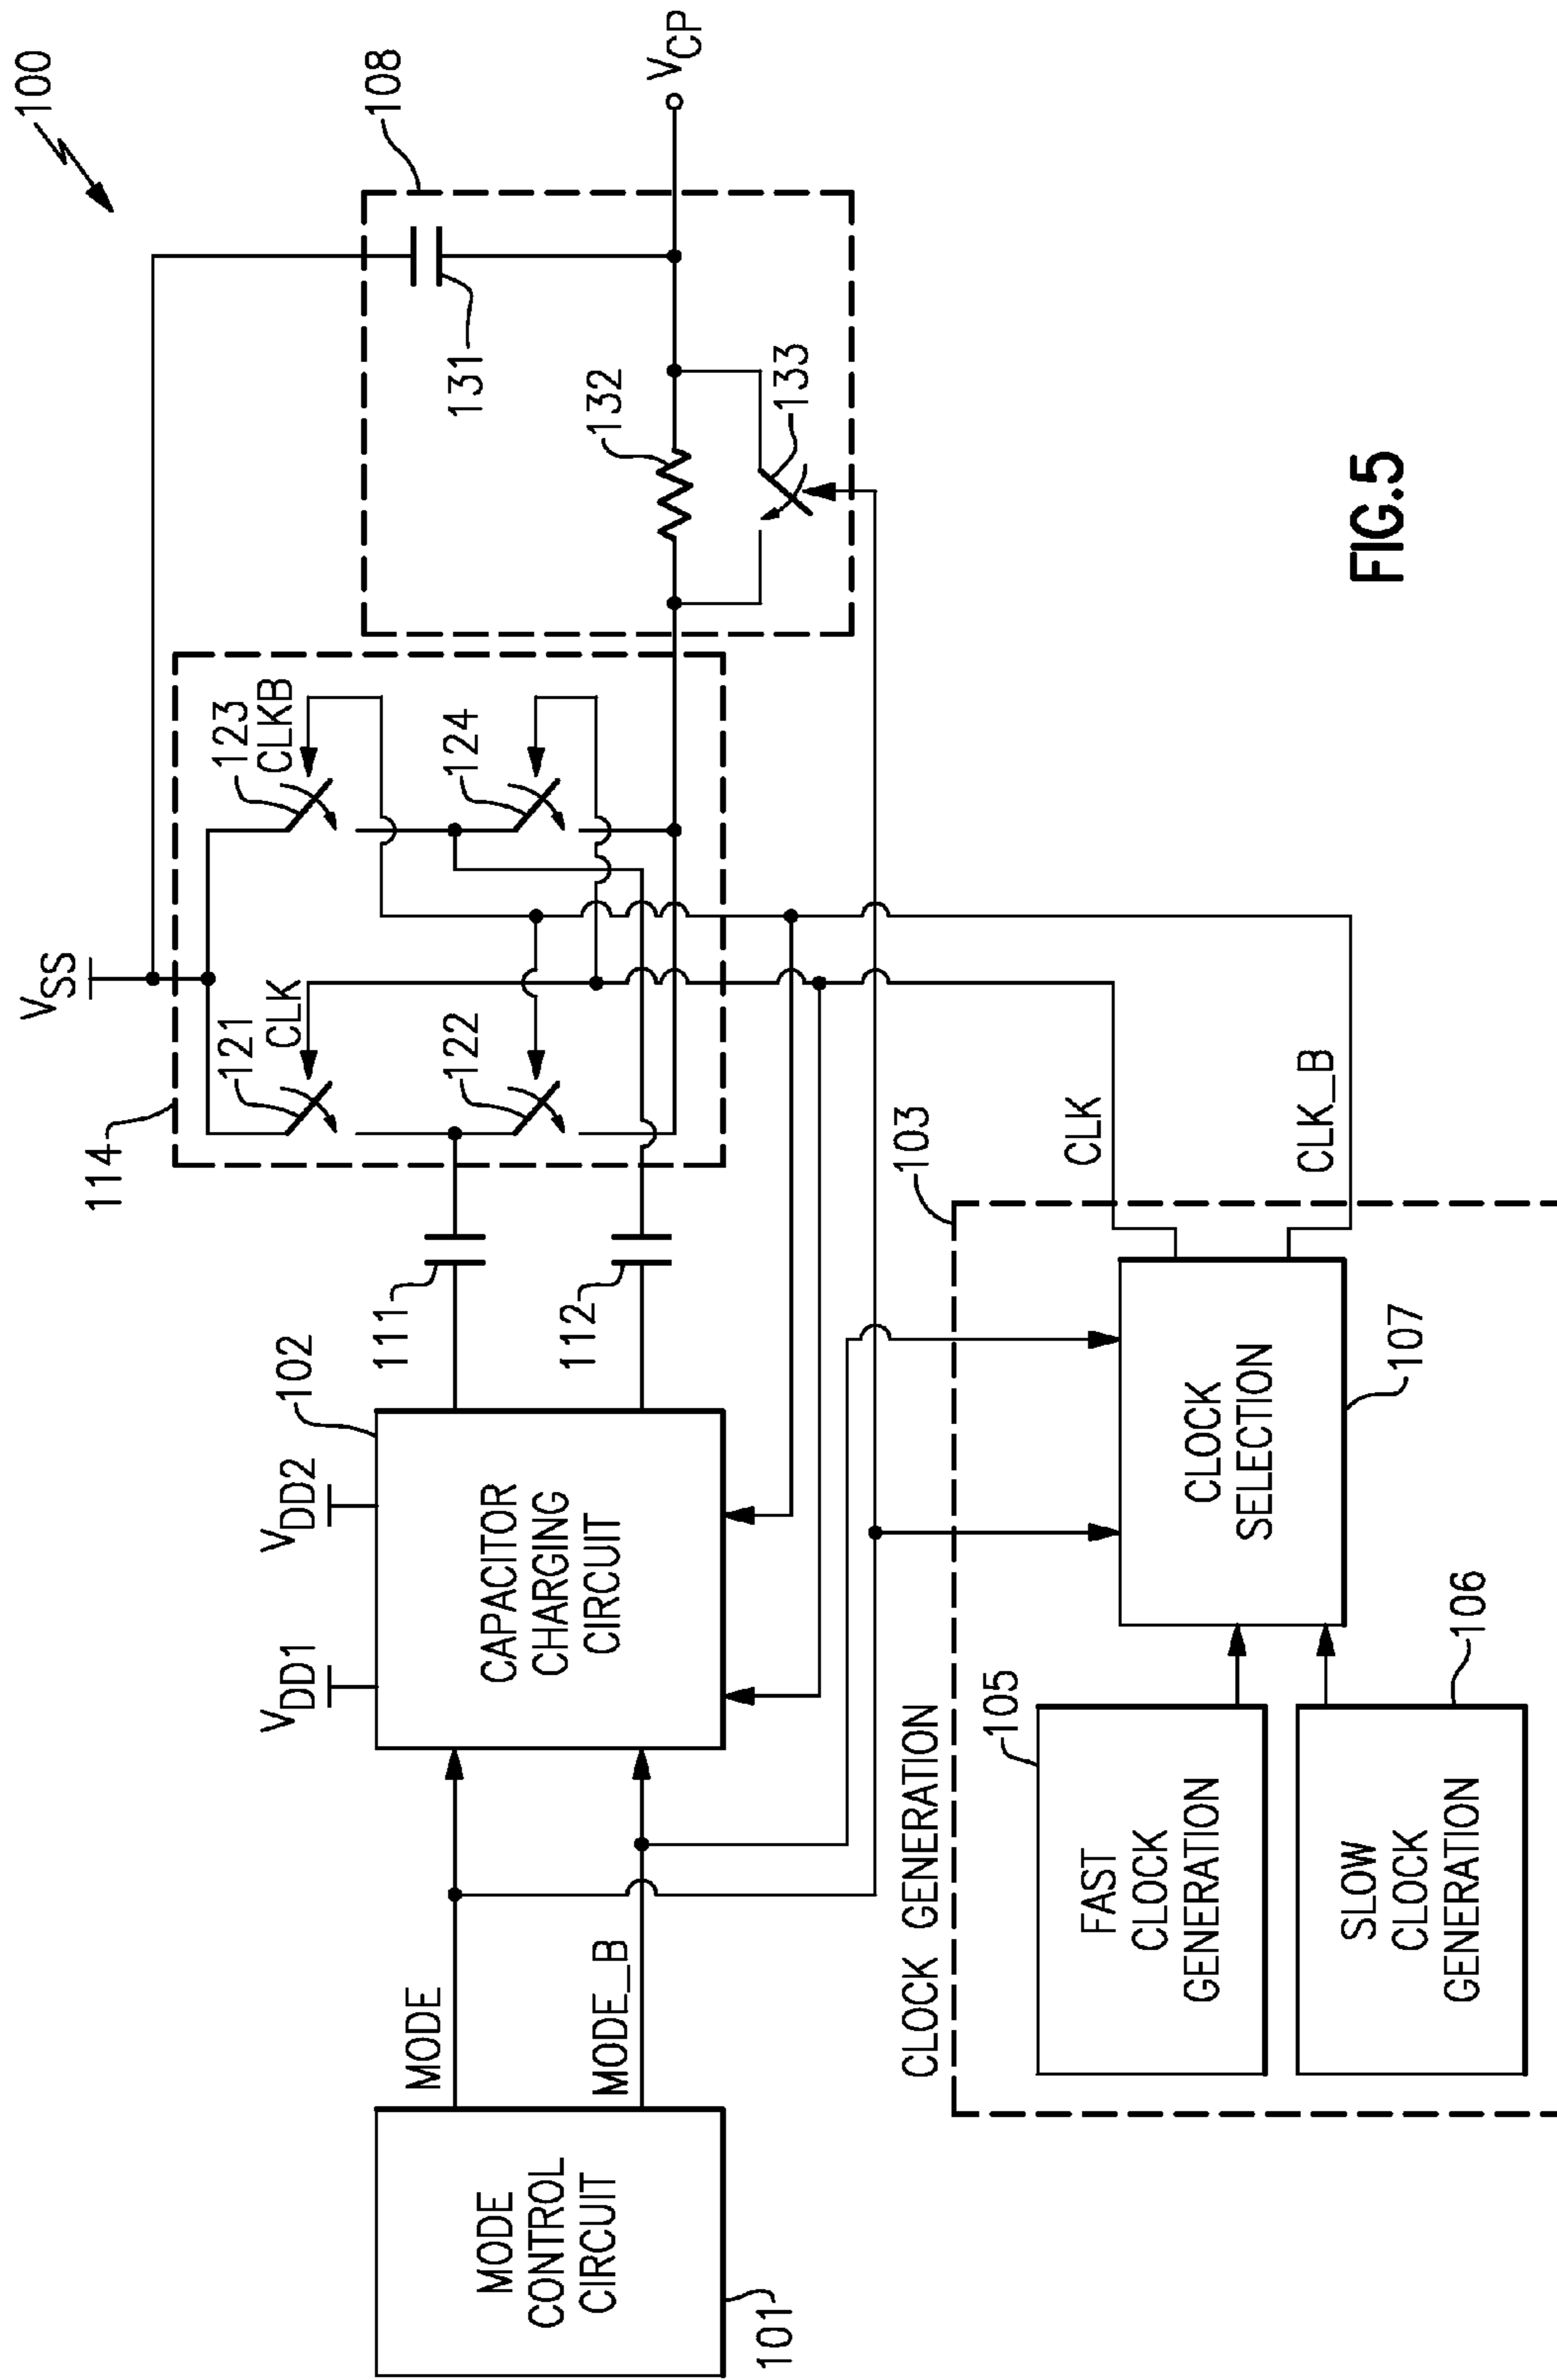 100
VSS
114
121
CLK
123
CLKB
122
124
108
131
132
133
VCP
VDD1
VDD2
102
CAPACITOR
CHARGING
CIRCUIT
111
112
MODE
MODE_B
MODE
CONTROL
CIRCUIT
101
CLOCK GENERATION
103
105
FAST
CLOCK
GENERATION
SLOW
CLOCK
GENERATION
106
CLOCK
SELECTION
107
CLK
CLK_B
FIG.5